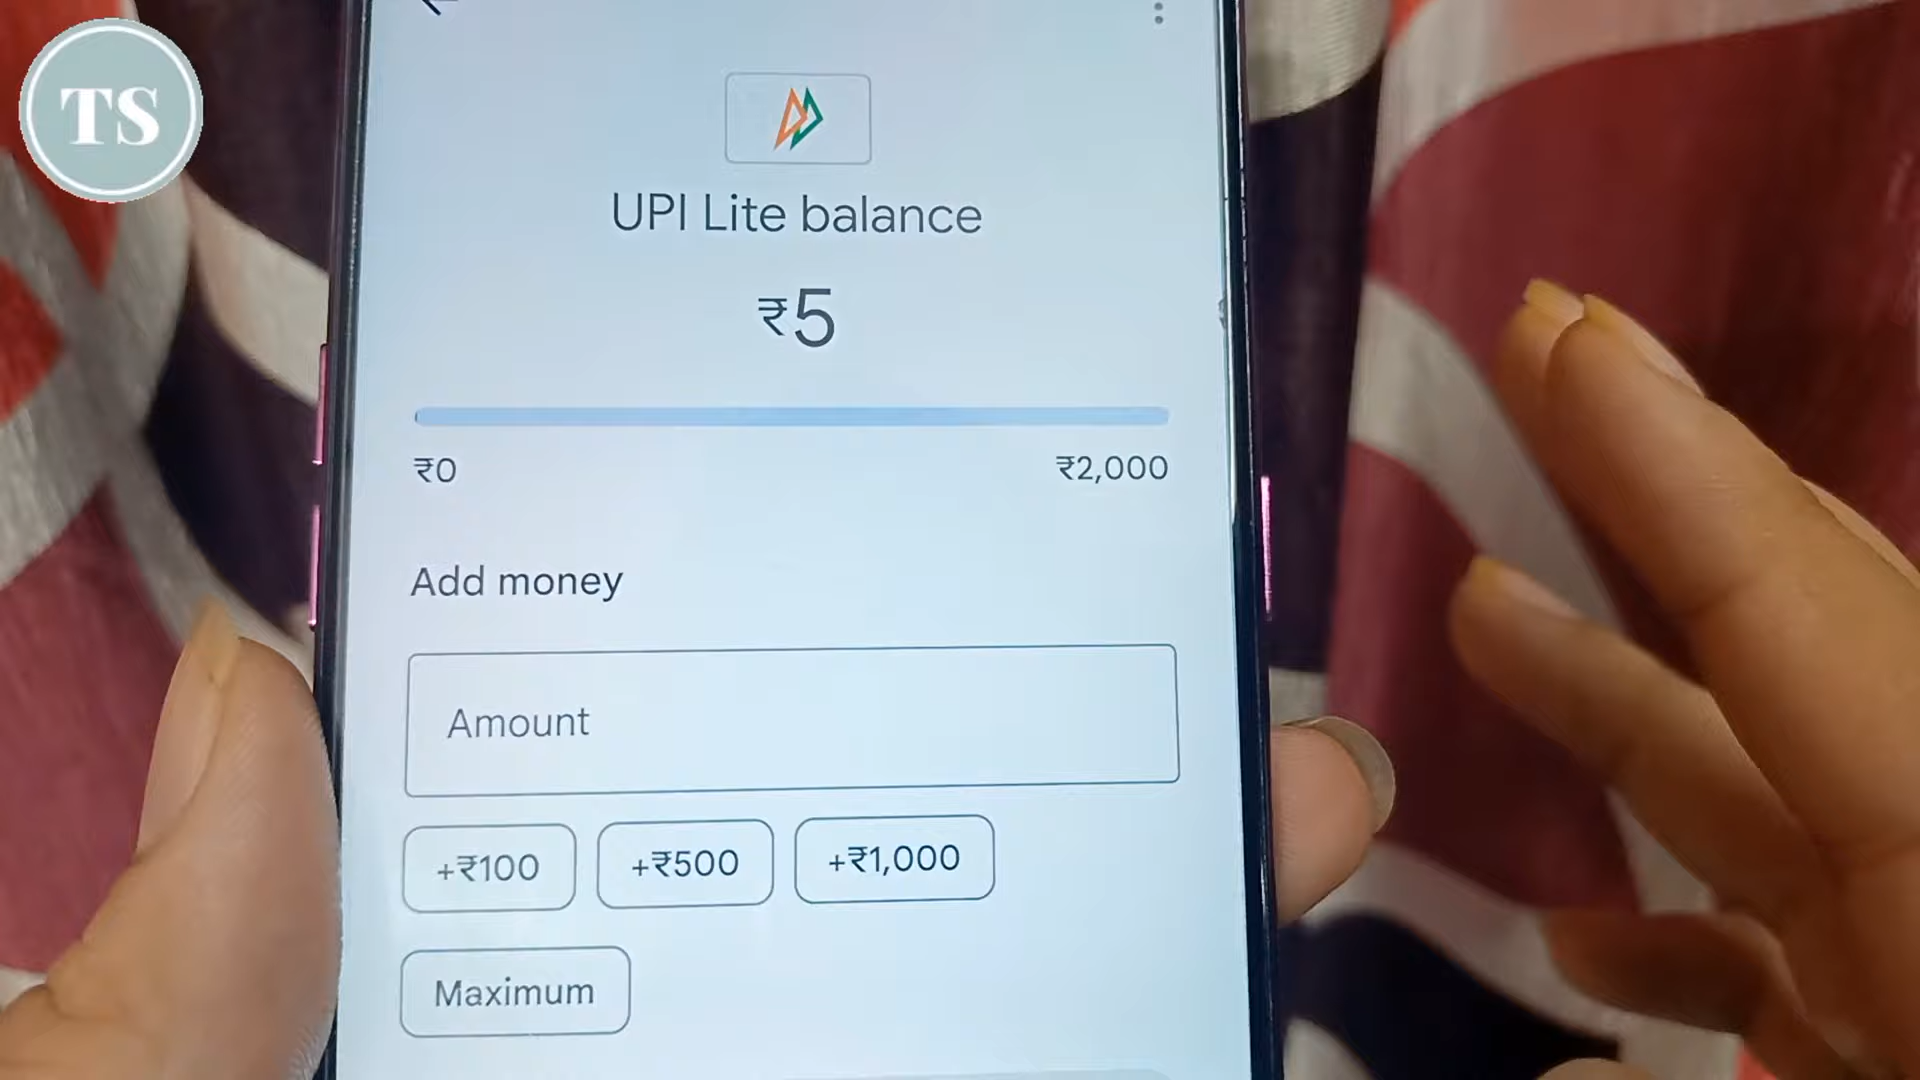 TS
UPI Lite balance
₹5
₹0 ₹2,000
Add money
Amount
+₹100 +₹500 +₹1,000
Maximum